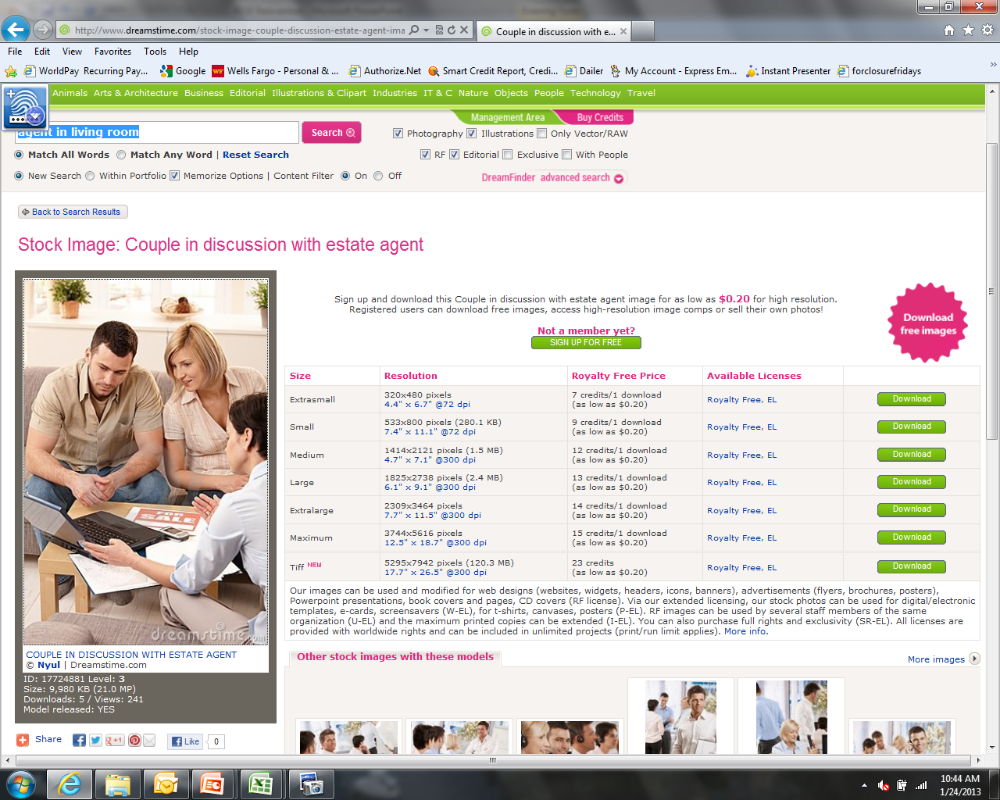 http://www.dreamstime.com/stock-image-couple-discussion-estate-agent-ima
Couple in discussion with e...
File Edit View Favorites Tools Help
WorldPay Recurring Pay... Google Wells Fargo - Personal & ... Authorize.Net Smart Credit Report, Credi... Dailer My Account - Express Em... Instant Presenter forclosurefridays
Animals Arts & Architecture Business Editorial Illustrations & Clipart Industries IT & C Nature Objects People Technology Travel
Management Area Buy Credits
agent in living room Search Photography Illustrations Only Vector/RAW
Match All Words Match Any Word | Reset Search RF Editorial Exclusive With People
New Search Within Portfolio Memorize Options | Content Filter On Off DreamFinder advanced search
Back to Search Results
Stock Image: Couple in discussion with estate agent
Sign up and download this Couple in discussion with estate agent image for as low as $0.20 for high resolution.
Registered users can download free images, access high-resolution image comps or sell their own photos!
Not a member yet?
SIGN UP FOR FREE
Download
free images
Size Resolution Royalty Free Price Available Licenses
Extrasmall 320x480 pixels 7 credits/1 download Royalty Free, EL Download
4.4" x 6.7" @72 dpi (as low as $0.20)
Small 533x800 pixels (280.1 KB) 9 credits/1 download Royalty Free, EL Download
7.4" x 11.1" @72 dpi (as low as $0.20)
Medium 1414x2121 pixels (1.5 MB) 12 credits/1 download Royalty Free, EL Download
4.7" x 7.1" @300 dpi (as low as $0.20)
Large 1825x2738 pixels (2.4 MB) 13 credits/1 download Royalty Free, EL Download
6.1" x 9.1" @300 dpi (as low as $0.20)
Extralarge 2309x3464 pixels 14 credits/1 download Royalty Free, EL Download
7.7" x 11.5" @300 dpi (as low as $0.20)
Maximum 3744x5616 pixels 15 credits/1 download Royalty Free, EL Download
12.5" x 18.7" @300 dpi (as low as $0.20)
Tiff NEW 5295x7942 pixels (120.3 MB) 23 credits Royalty Free, EL Download
17.7" x 26.5" @300 dpi (as low as $0.20)
Our images can be used and modified for web designs (websites, widgets, headers, icons, banners), advertisements (flyers, brochures, posters),
Powerpoint presentations, book covers and pages, CD covers (RF license). Via our extended licensing, our stock photos can be used for digital/electronic
templates, e-cards, screensavers (W-EL), for t-shirts, canvases, posters (P-EL). RF images can be used by several staff members of the same
organization (U-EL) and the maximum printed copies can be extended (I-EL). You can also purchase full rights and exclusivity (SR-EL). All licenses are
provided with worldwide rights and can be included in unlimited projects (print/run limit applies). More info.
FOR
SALE
dreamstime.com
COUPLE IN DISCUSSION WITH ESTATE AGENT
© Nyul | Dreamstime.com
ID: 17724881 Level: 3
Size: 9,980 KB (21.0 MP)
Downloads: 5 / Views: 241
Model released: YES
Share +1 Like 0
Other stock images with these models
More images
10:44 AM
1/24/2013